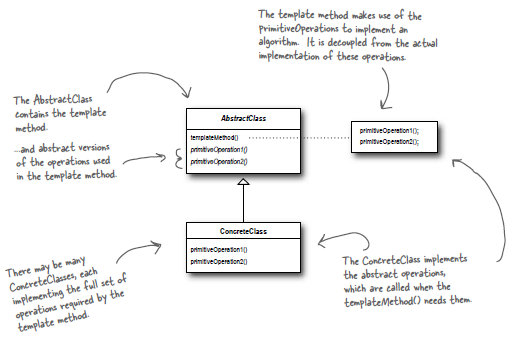 The template method makes use of the
primitiveOperations to implement an
algorithm. It is decoupled from the actual
implementation of these operations.
The AbstractClass
contains the template
method.
...and abstract versions
of the operations used
in the template method.
AbstractClass
templateMethod()
primitiveOperation1()
primitiveOperation2()
primitiveOperation1();
primitiveOperation2();
ConcreteClass
primitiveOperation1()
primitiveOperation2()
There may be many
ConcreteClasses, each
implementing the full set of
operations required by the
template method.
The ConcreteClass implements
the abstract operations,
which are called when the
templateMethod() needs them.